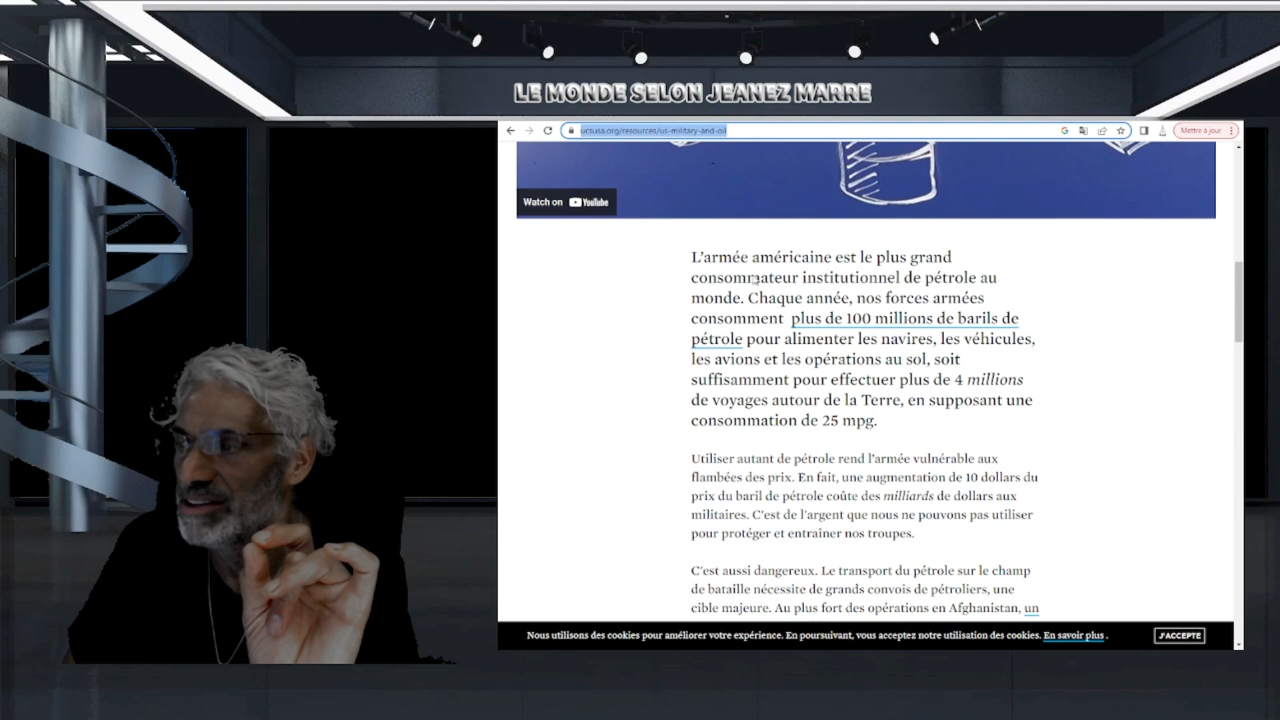 LE MONDE SELON JEANEZ MARRE
ucsusa.org/resources/us-military-and-oil
Mettre à jour
Watch on YouTube
L'armée américaine est le plus grand
consommateur institutionnel de pétrole au
monde. Chaque année, nos forces armées
consomment plus de 100 millions de barils de
pétrole pour alimenter les navires, les véhicules,
les avions et les opérations au sol, soit
suffisamment pour effectuer plus de 4 millions
de voyages autour de la Terre, en supposant une
consommation de 25 mpg.
Utiliser autant de pétrole rend l'armée vulnérable aux
flambées des prix. En fait, une augmentation de 10 dollars du
prix du baril de pétrole coûte des milliards de dollars aux
militaires. C'est de l'argent que nous ne pouvons pas utiliser
pour protéger et entraîner nos troupes.
C'est aussi dangereux. Le transport du pétrole sur le champ
de bataille nécessite de grands convois de pétroliers, une
cible majeure. Au plus fort des opérations en Afghanistan, un
Nous utilisons des cookies pour améliorer votre expérience. En poursuivant, vous acceptez notre utilisation des cookies. En savoir plus .
J'ACCEPTE